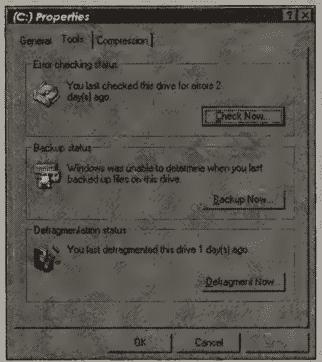 (C:) Properties
General Tools Compression
Error checking status
You last checked this drive for errors 2
day(s) ago.
Check Now...
Backup status
Windows was unable to determine when you last
backed up files on this drive.
Backup Now...
Defragmentation status
You last defragmented this drive 1 day(s) ago.
Defragment Now...
OK Cancel